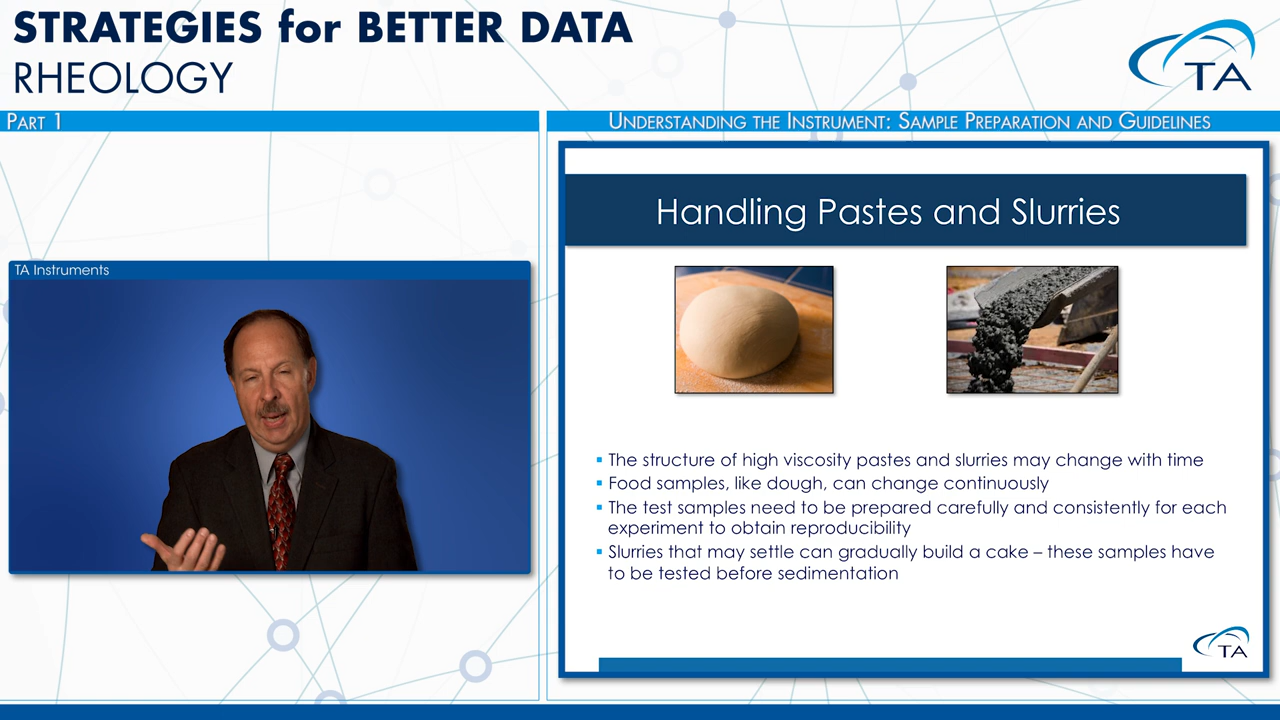 STRATEGIES for BETTER DATA
RHEOLOGY
TA
PART 1
UNDERSTANDING THE INSTRUMENT: SAMPLE PREPARATION AND GUIDELINES
TA Instruments
Handling Pastes and Slurries
▪ The structure of high viscosity pastes and slurries may change with time
▪ Food samples, like dough, can change continuously
▪ The test samples need to be prepared carefully and consistently for each
experiment to obtain reproducibility
▪ Slurries that may settle can gradually build a cake – these samples have
to be tested before sedimentation
TA